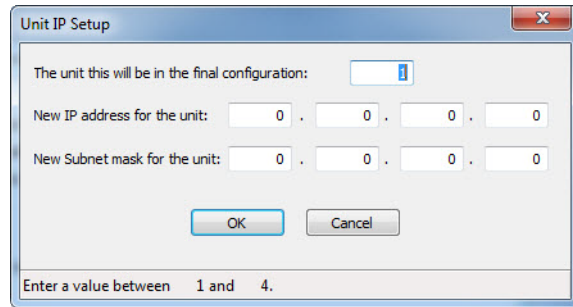 Unit IP Setup
The unit this will be in the final configuration: 1
New IP address for the unit: 0 . 0 . 0 . 0
New Subnet mask for the unit: 0 . 0 . 0 . 0
OK Cancel
Enter a value between 1 and 4.